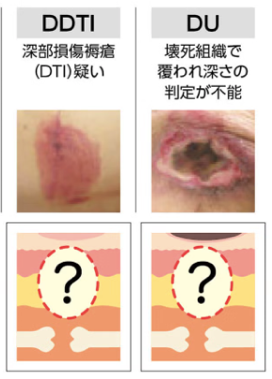 DDTI
深部損傷褥瘡
(DTI)疑い
DU
壊死組織で
覆われ深さの
判定が不能
?
?